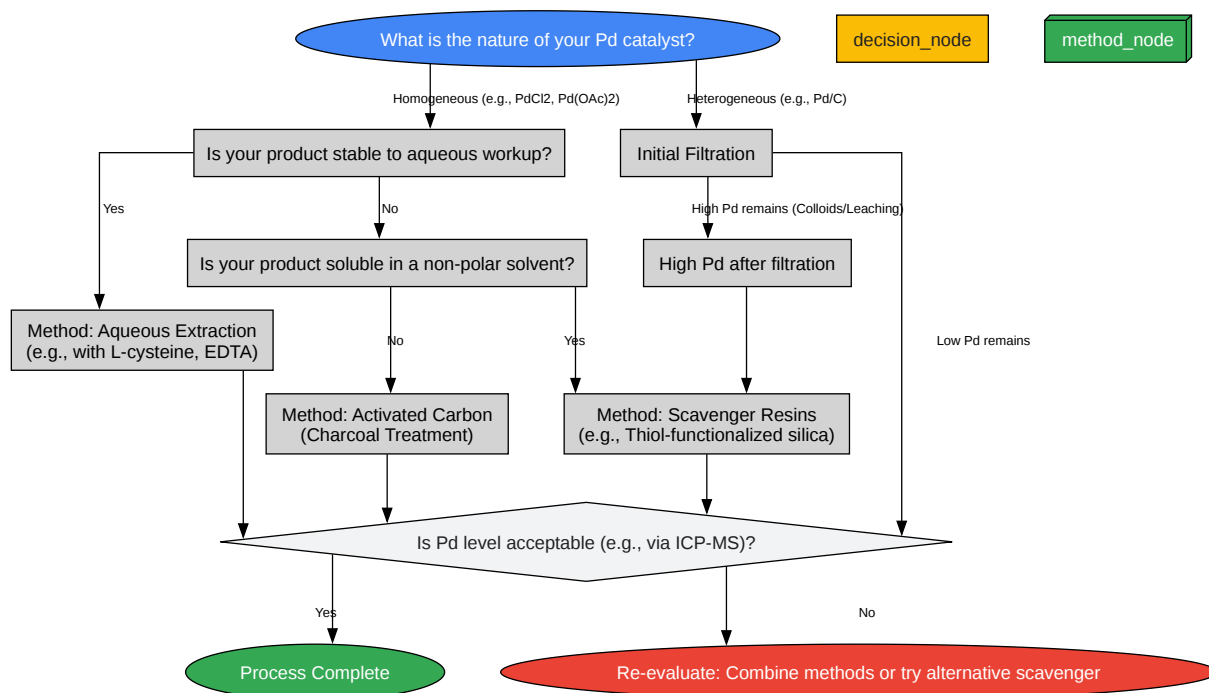 What is the nature of your Pd catalyst?
decision_node
method_node
Homogeneous (e.g., PdCl2, Pd(OAc)2)
Heterogeneous (e.g., Pd/C)
Is your product stable to aqueous workup?
Initial Filtration
Yes
No
High Pd remains (Colloids/Leaching)
Is your product soluble in a non-polar solvent?
High Pd after filtration
Method: Aqueous Extraction
(e.g., with L-cysteine, EDTA)
No
Yes
Low Pd remains
Method: Activated Carbon
(Charcoal Treatment)
Method: Scavenger Resins
(e.g., Thiol-functionalized silica)
Is Pd level acceptable (e.g., via ICP-MS)?
Yes
No
Process Complete
Re-evaluate: Combine methods or try alternative scavenger